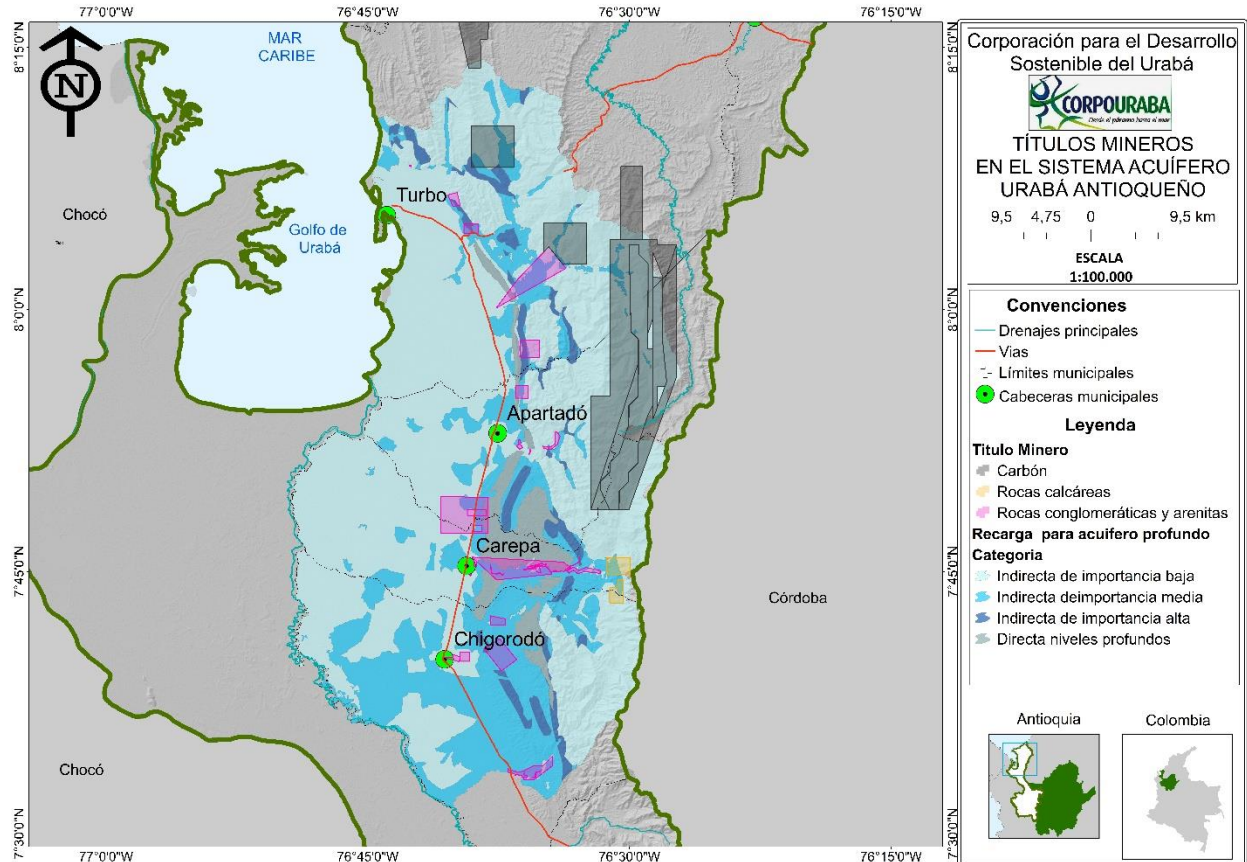 77°0'0"W 76°45'0"W 76°30'0"W 76°15'0"W
8°15'0"N
8°0'0"N
7°45'0"N
7°30'0"N
N
MAR
CARIBE
Chocó
Golfo de
Urabá
Turbo
Apartadó
Carepa
Chigorodó
Córdoba
Chocó
8°15'0"N
8°0'0"N
7°45'0"N
7°30'0"N
77°0'0"W 76°45'0"W 76°30'0"W 76°15'0"W
Corporación para el Desarrollo
Sostenible del Urabá
CORPOURABA
Desde el páramo hasta el mar
TÍTULOS MINEROS
EN EL SISTEMA ACUÍFERO
URABÁ ANTIOQUEÑO
9,5 4,75 0 9,5 km
ESCALA
1:100.000
Convenciones
Drenajes principales
Vias
Límites municipales
Cabeceras municipales
Leyenda
Titulo Minero
Carbón
Rocas calcáreas
Rocas conglomeráticas y arenitas
Recarga para acuifero profundo
Categoria
Indirecta de importancia baja
Indirecta deimportancia media
Indirecta de importancia alta
Directa niveles profundos
Antioquia
Colombia